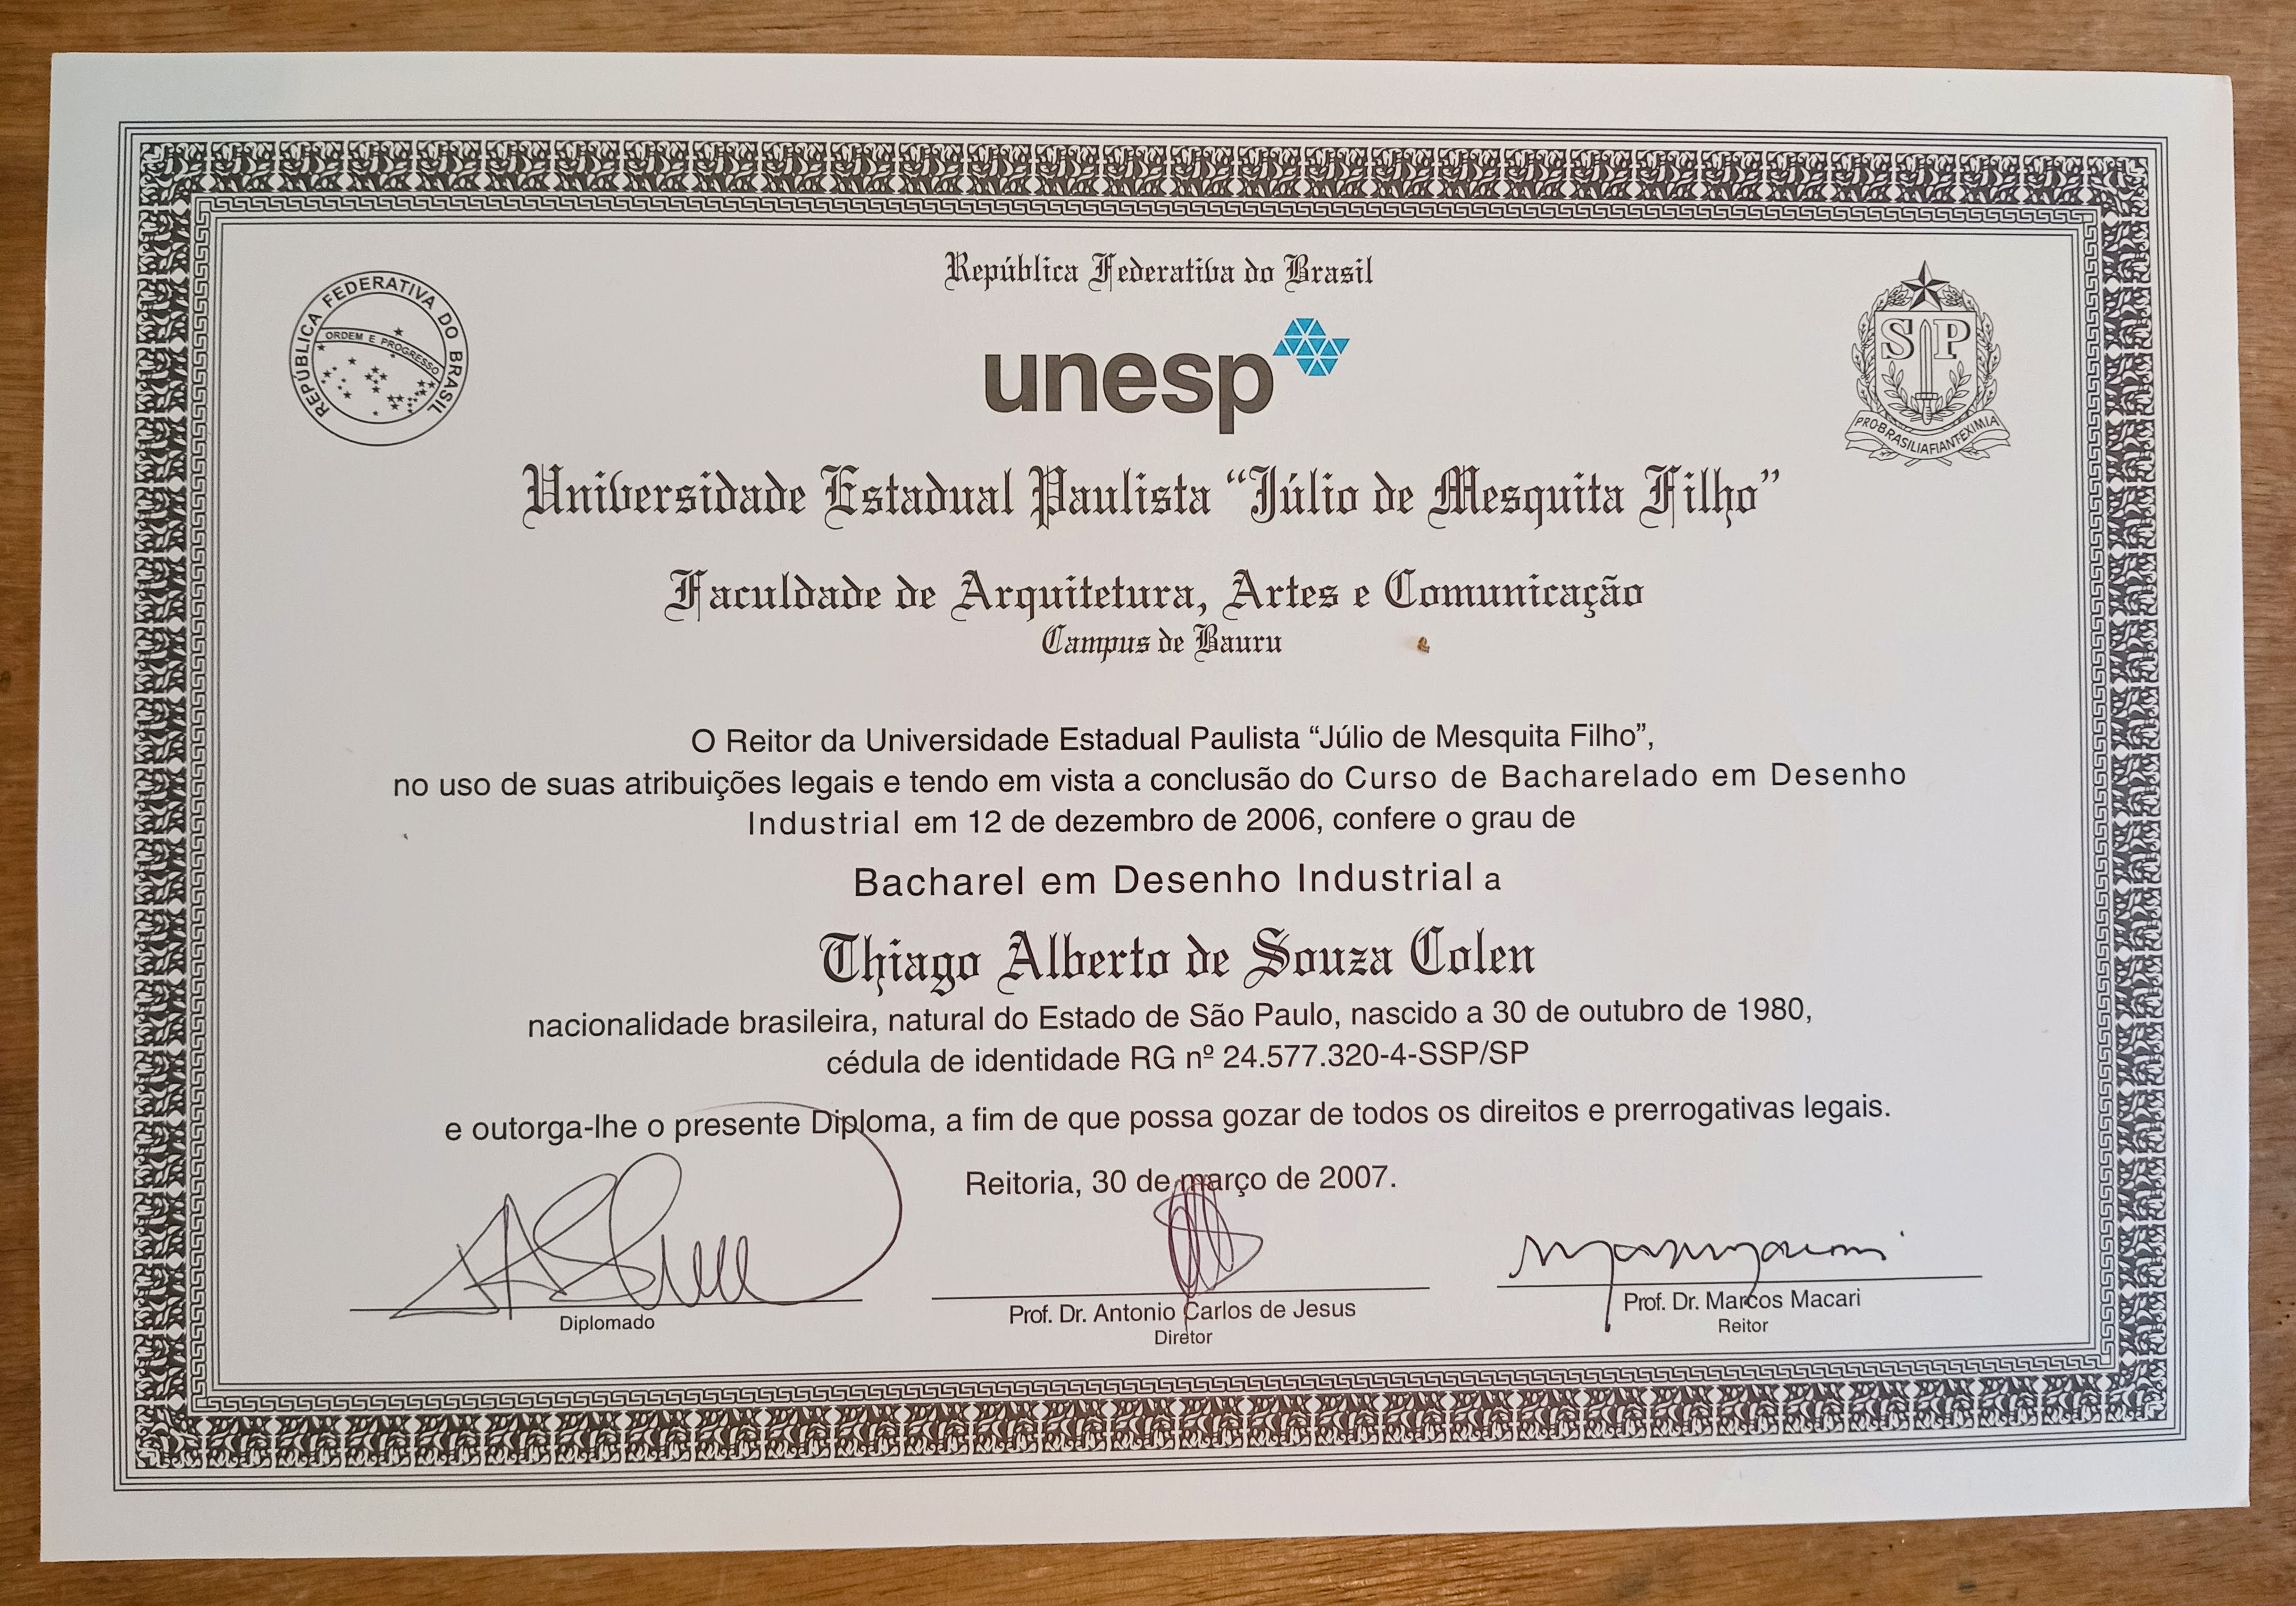 República Federativa do Brasil
REPÚBLICA FEDERATIVA DO BRASIL
ORDEM E PROGRESSO
unesp
S P
PRO·BRASILIA·FIANT·EXIMIA
Universidade Estadual Paulista “Júlio de Mesquita Filho”
Faculdade de Arquitetura, Artes e Comunicação
Campus de Bauru
O Reitor da Universidade Estadual Paulista “Júlio de Mesquita Filho”,
no uso de suas atribuições legais e tendo em vista a conclusão do Curso de Bacharelado em Desenho
Industrial em 12 de dezembro de 2006, confere o grau de
Bacharel em Desenho Industrial a
Thiago Alberto de Souza Colen
nacionalidade brasileira, natural do Estado de São Paulo, nascido a 30 de outubro de 1980,
cédula de identidade RG nº 24.577.320-4-SSP/SP
e outorga-lhe o presente Diploma, a fim de que possa gozar de todos os direitos e prerrogativas legais.
Reitoria, 30 de março de 2007.
Diplomado
Prof. Dr. Antonio Carlos de Jesus
Diretor
Prof. Dr. Marcos Macari
Reitor